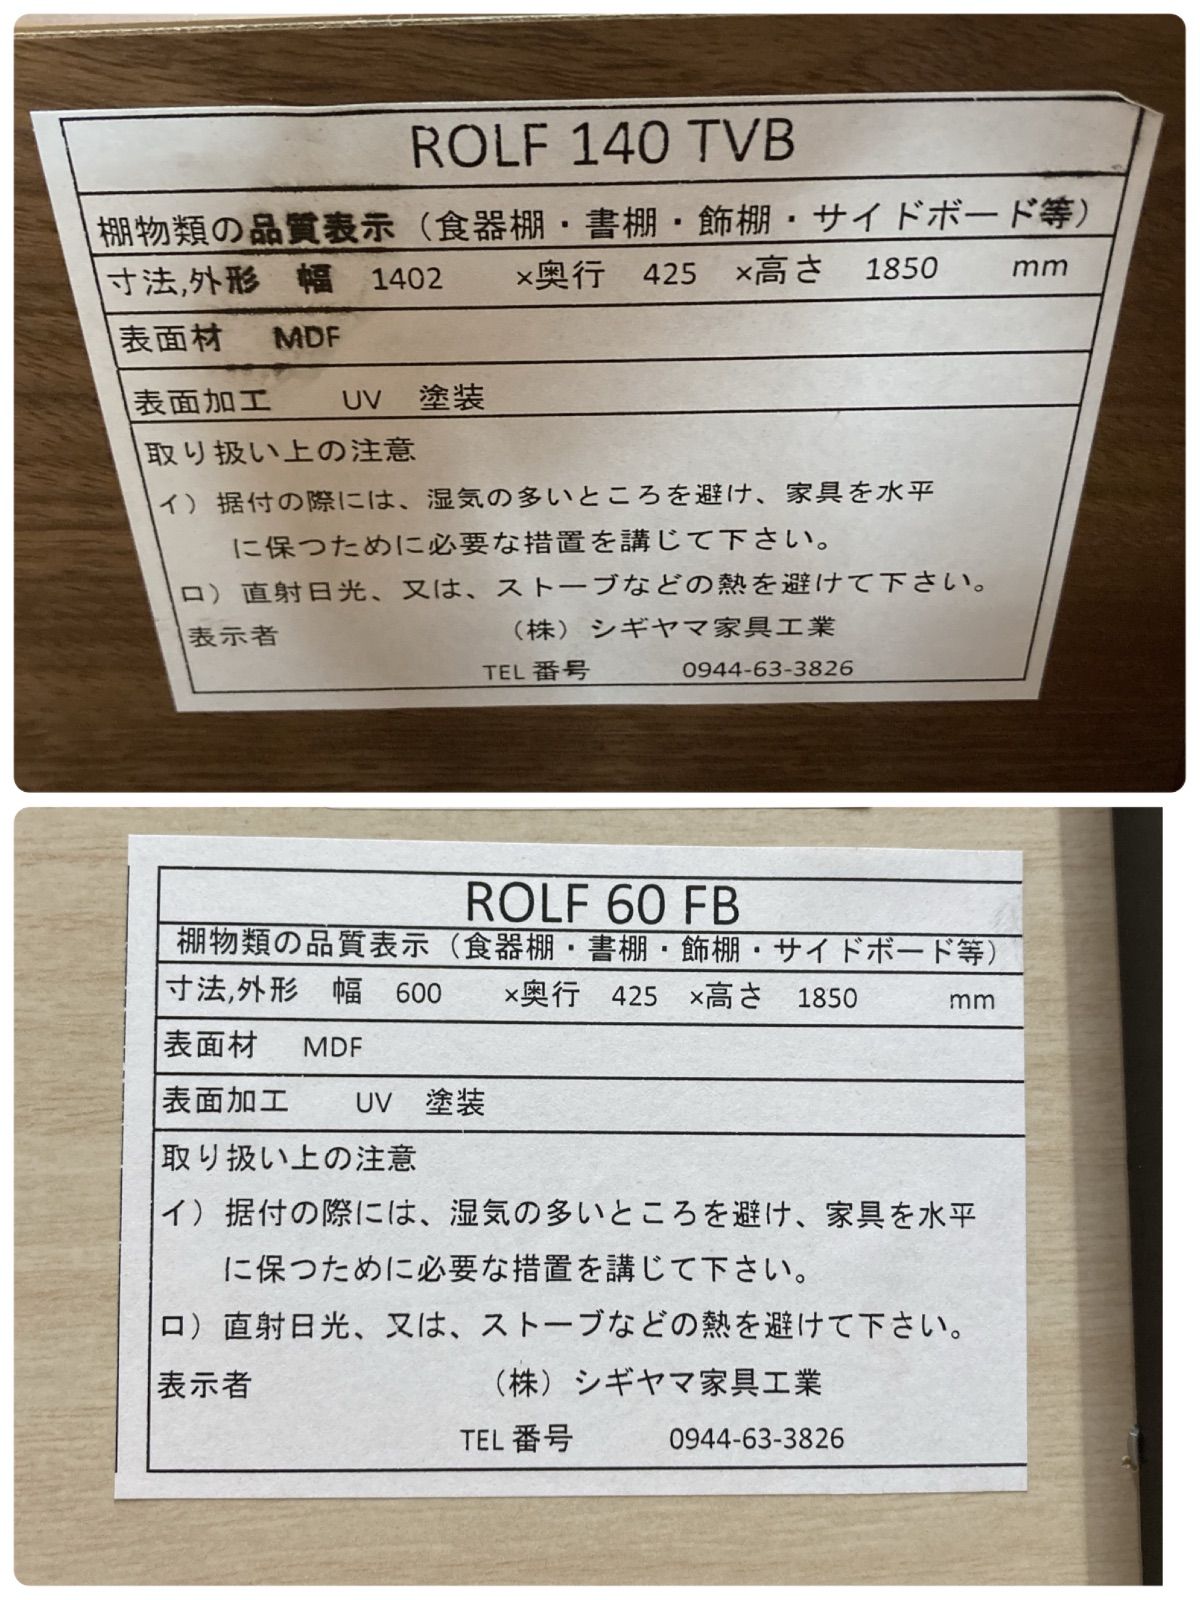 ROLF 140 TVB
棚物類の品質表示（食器棚・書棚・飾棚・サイドボード等）
寸法,外形 幅 1402 ×奥行 425 ×高さ 1850 mm
表面材 MDF
表面加工 UV 塗装
取り扱い上の注意
イ）据付の際には、湿気の多いところを避け、家具を水平
に保つために必要な措置を講じて下さい。
ロ）直射日光、又は、ストーブなどの熱を避けて下さい。
表示者 （株）シギヤマ家具工業
TEL 番号 0944-63-3826
ROLF 60 FB
棚物類の品質表示（食器棚・書棚・飾棚・サイドボード等）
寸法,外形 幅 600 ×奥行 425 ×高さ 1850 mm
表面材 MDF
表面加工 UV 塗装
取り扱い上の注意
イ）据付の際には、湿気の多いところを避け、家具を水平
に保つために必要な措置を講じて下さい。
ロ）直射日光、又は、ストーブなどの熱を避けて下さい。
表示者 （株）シギヤマ家具工業
TEL 番号 0944-63-3826